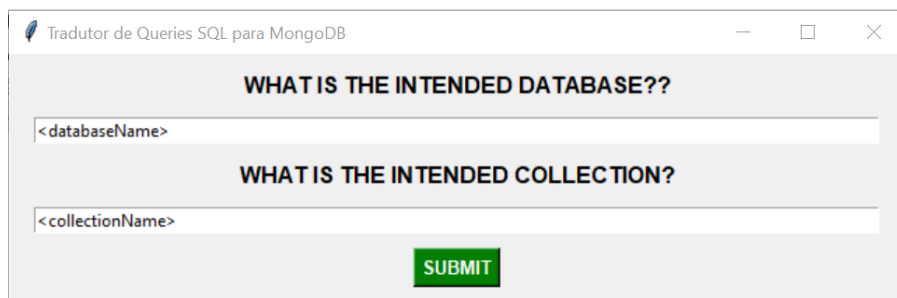 Tradutor de Queries SQL para MongoDB
WHAT IS THE INTENDED DATABASE??
<databaseName>
WHAT IS THE INTENDED COLLECTION?
<collectionName>
SUBMIT